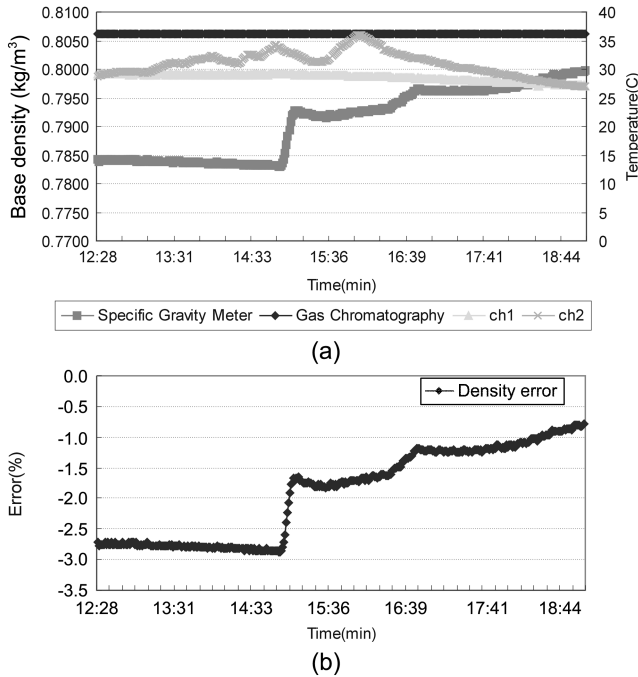 0.8100
0.8050
0.8000
0.7950
0.7900
0.7850
0.7800
0.7750
0.7700
Base density (kg/m³)
40
35
30
25
20
15
10
5
0
Temperature(C)
12:28 13:31 14:33 15:36 16:39 17:41 18:44
Time(min)
Specific Gravity Meter Gas Chromatography ch1 ch2
(a)
0.0
-0.5
-1.0
-1.5
-2.0
-2.5
-3.0
-3.5
Error(%)
Density error
12:28 13:31 14:33 15:36 16:39 17:41 18:44
Time(min)
(b)